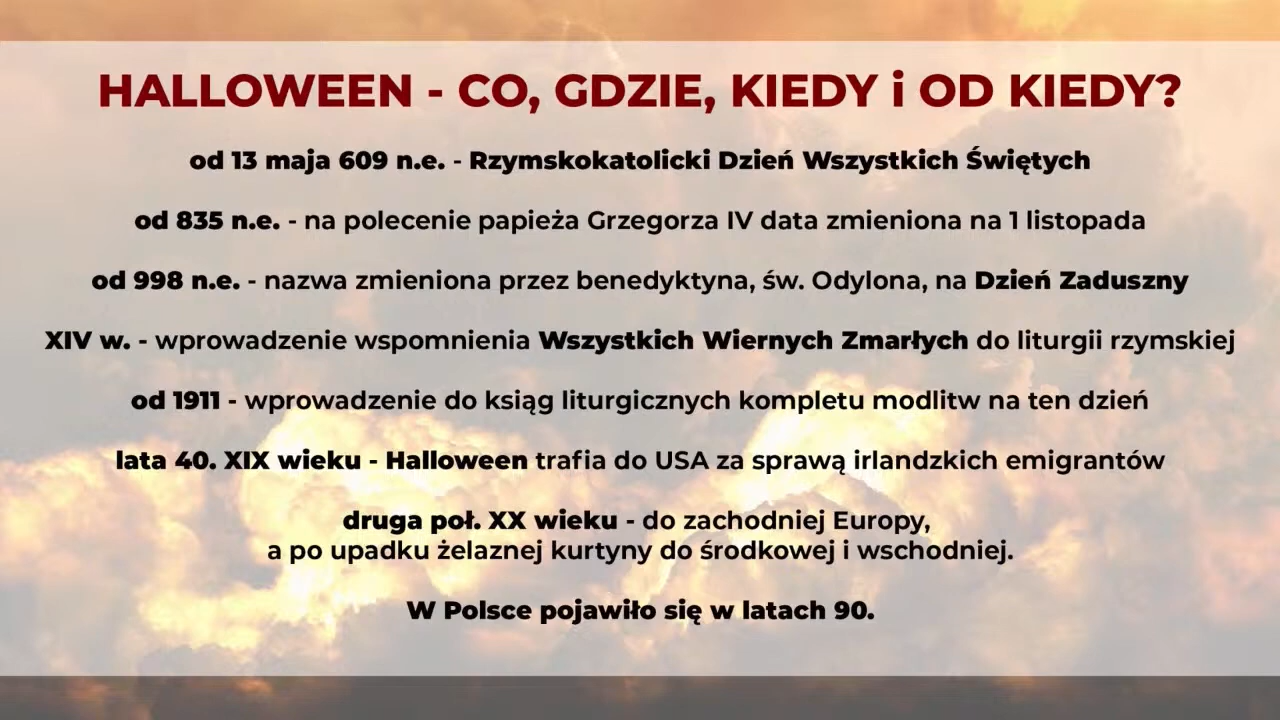 HALLOWEEN - CO, GDZIE, KIEDY i OD KIEDY?
od 13 maja 609 n.e. - Rzymskokatolicki Dzień Wszystkich Świętych
od 835 n.e. - na polecenie papieża Grzegorza IV data zmieniona na 1 listopada
od 998 n.e. - nazwa zmieniona przez benedyktyna, św. Odylona, na Dzień Zaduszny
XIV w. - wprowadzenie wspomnienia Wszystkich Wiernych Zmarłych do liturgii rzymskiej
od 1911 - wprowadzenie do ksiąg liturgicznych kompletu modlitw na ten dzień
lata 40. XIX wieku - Halloween trafia do USA za sprawą irlandzkich emigrantów
druga poł. XX wieku - do zachodniej Europy,
a po upadku żelaznej kurtyny do środkowej i wschodniej.
W Polsce pojawiło się w latach 90.